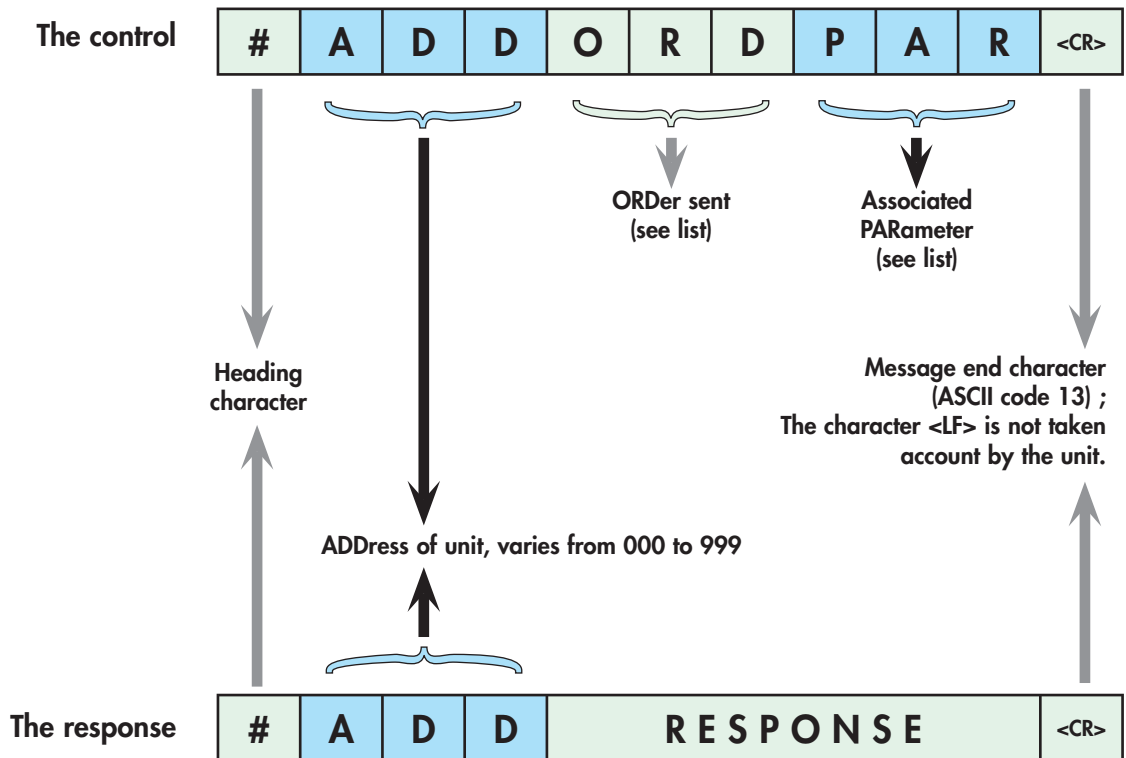 The control # A D D O R D P A R <CR>
ORDer sent
(see list)
Associated
PARameter
(see list)
Heading
character
Message end character
(ASCII code 13) ;
The character <LF> is not taken
account by the unit.
ADDress of unit, varies from 000 to 999
The response # A D D R E S P O N S E <CR>